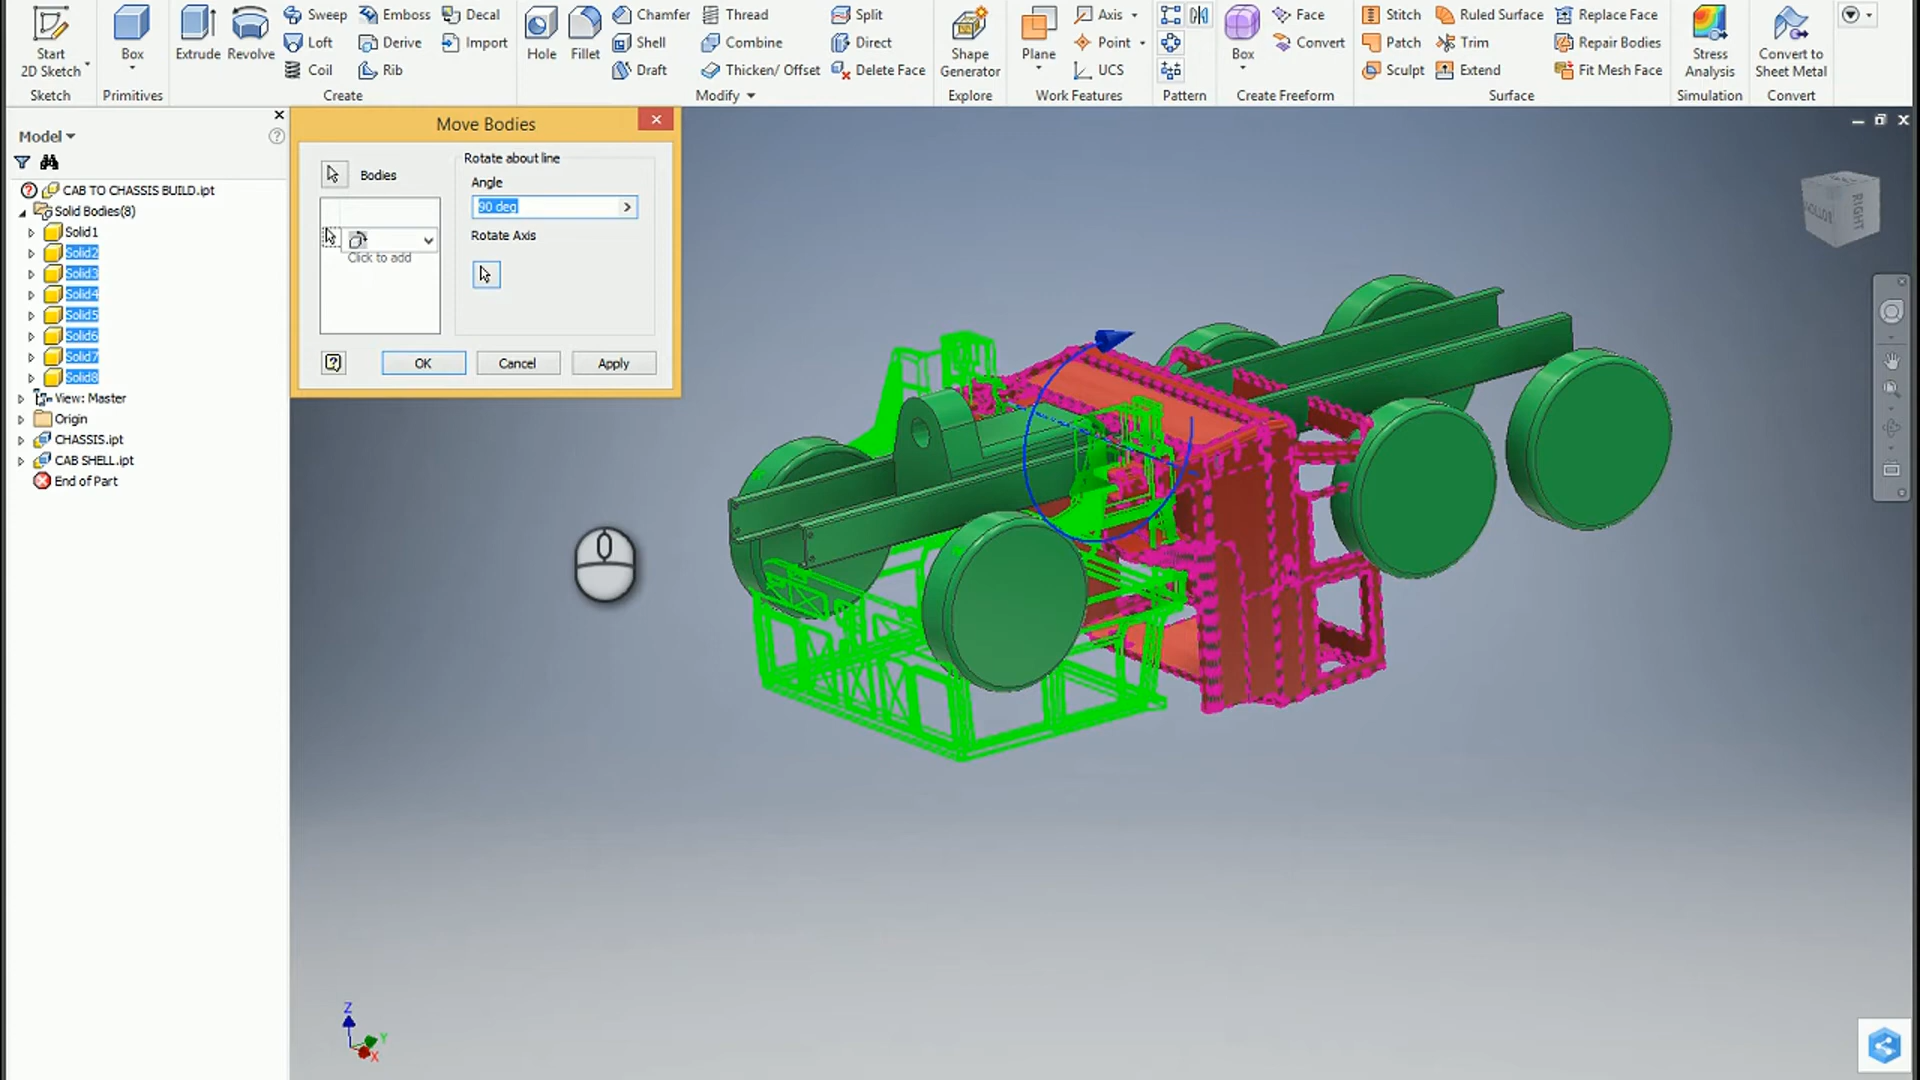 Start
2D Sketch
Sketch
Box
Primitives
Extrude
Revolve
Sweep
Loft
Coil
Emboss
Derive
Rib
Decal
Import
Create
Hole
Fillet
Chamfer
Shell
Draft
Thread
Combine
Thicken/ Offset
Split
Direct
Delete Face
Modify
Shape
Generator
Explore
Plane
Axis
Point
UCS
Work Features
Pattern
Box
Face
Convert
Create Freeform
Stitch
Patch
Sculpt
Ruled Surface
Trim
Extend
Replace Face
Repair Bodies
Fit Mesh Face
Surface
Stress
Analysis
Simulation
Convert to
Sheet Metal
Convert
Model
CAB TO CHASSIS BUILD.ipt
Solid Bodies(8)
Solid1
Solid2
Solid3
Solid4
Solid5
Solid6
Solid7
Solid8
View: Master
Origin
CHASSIS.ipt
CAB SHELL.ipt
End of Part
Move Bodies
Bodies
Click to add
Rotate about line
Angle
90 deg
Rotate Axis
OK
Cancel
Apply
BOTTOM
RIGHT
Z
Y
X